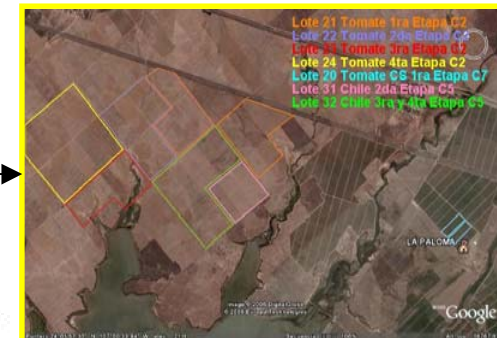 Lote 21 Tomate 1ra Etapa C2
Lote 22 Tomate 2da Etapa
Lote 23 Tomate 3ra Etapa C2
Lote 24 Tomate 4ta Etapa C2
Lote 20 Tomate CS 1ra Etapa C7
Lote 31 Chile 2da Etapa C5
Lote 32 Chile 3ra y 4ta Etapa C5
LA PALOMA
Google